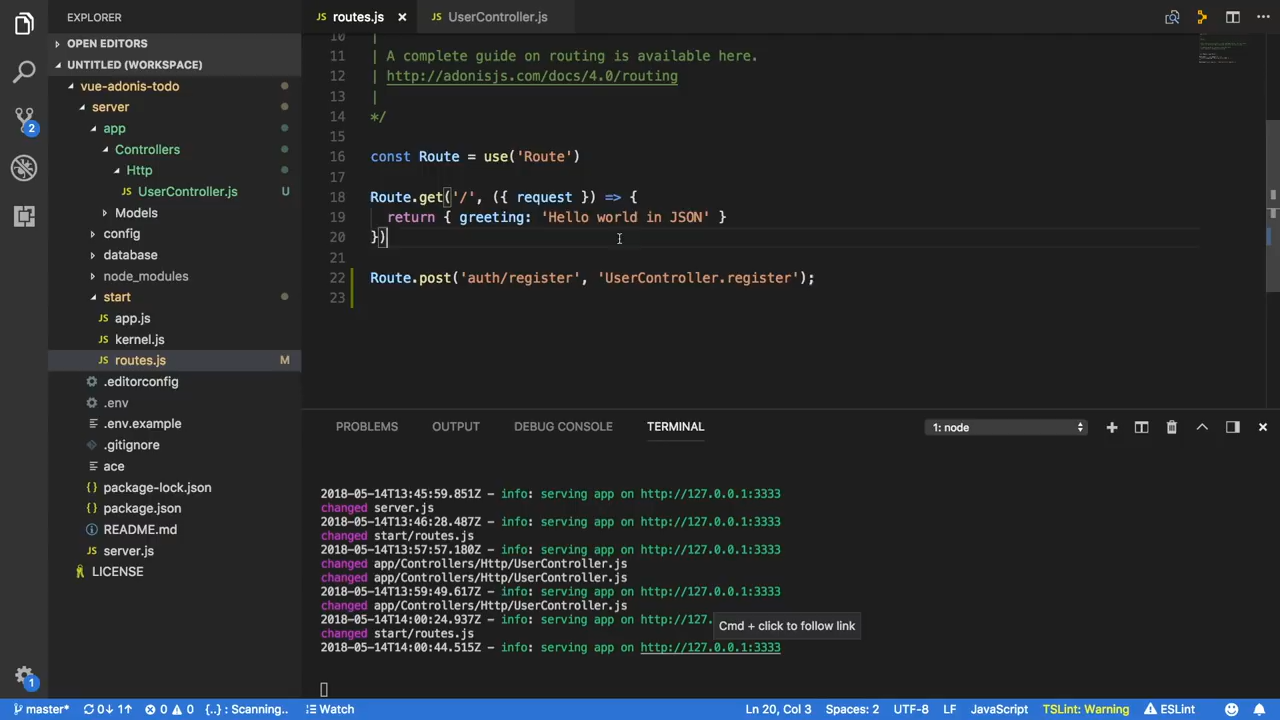 EXPLORER
OPEN EDITORS
UNTITLED (WORKSPACE)
vue-adonis-todo
server
app
Controllers
Http
JS UserController.js U
Models
config
database
node_modules
start
JS app.js
JS kernel.js
JS routes.js M
.editorconfig
.env
.env.example
.gitignore
ace
{} package-lock.json
{} package.json
README.md
JS server.js
LICENSE
2
1
JS routes.js
JS UserController.js
10 |
11 | A complete guide on routing is available here.
12 | http://adonisjs.com/docs/4.0/routing
13 |
14 */
15
16 const Route = use('Route')
17
18 Route.get('/', ({ request }) => {
19 return { greeting: 'Hello world in JSON' }
20 })
21
22 Route.post('auth/register', 'UserController.register');
23
PROBLEMS OUTPUT DEBUG CONSOLE TERMINAL 1: node
2018-05-14T13:45:59.851Z - info: serving app on http://127.0.0.1:3333
changed server.js
2018-05-14T13:46:28.487Z - info: serving app on http://127.0.0.1:3333
changed start/routes.js
2018-05-14T13:57:57.180Z - info: serving app on http://127.0.0.1:3333
changed app/Controllers/Http/UserController.js
changed app/Controllers/Http/UserController.js
2018-05-14T13:59:49.617Z - info: serving app on http://127.0.0.1:3333
changed app/Controllers/Http/UserController.js
2018-05-14T14:00:24.937Z - info: serving app on http://127.
changed start/routes.js
Cmd + click to follow link
2018-05-14T14:00:44.515Z - info: serving app on http://127.0.0.1:3333
master* 0↓ 1↑ 0 0 {..} : Scanning.. Watch Ln 20, Col 3 Spaces: 2 UTF-8 LF JavaScript TSLint: Warning ESLint